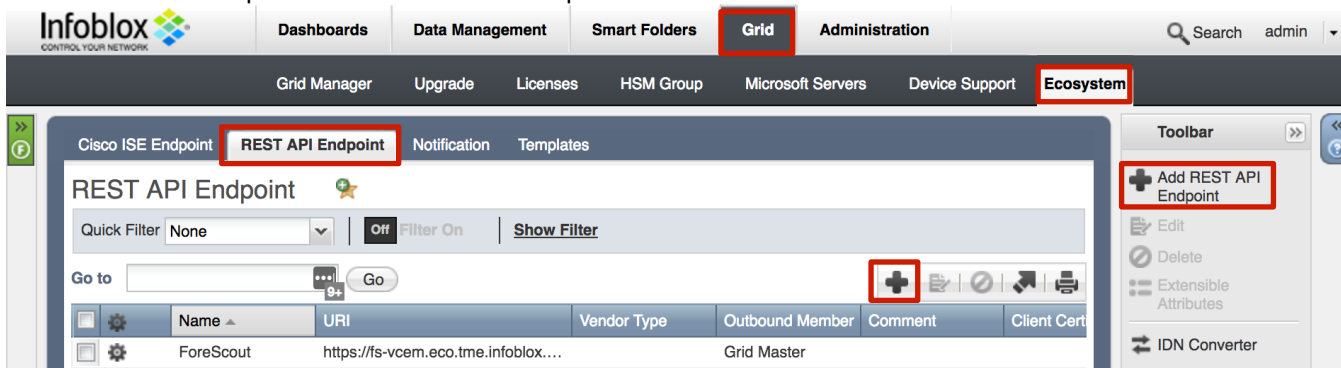 Infoblox
CONTROL YOUR NETWORK
Dashboards Data Management Smart Folders Grid Administration Search admin
Grid Manager Upgrade Licenses HSM Group Microsoft Servers Device Support Ecosystem
Cisco ISE Endpoint REST API Endpoint Notification Templates
REST API Endpoint
Quick Filter None Off Filter On Show Filter
Go to 9+ Go
Name URI Vendor Type Outbound Member Comment Client Certi
ForeScout https://fs-vcem.eco.tme.infoblox.... Grid Master
Toolbar
Add REST API
Endpoint
Edit
Delete
Extensible
Attributes
IDN Converter